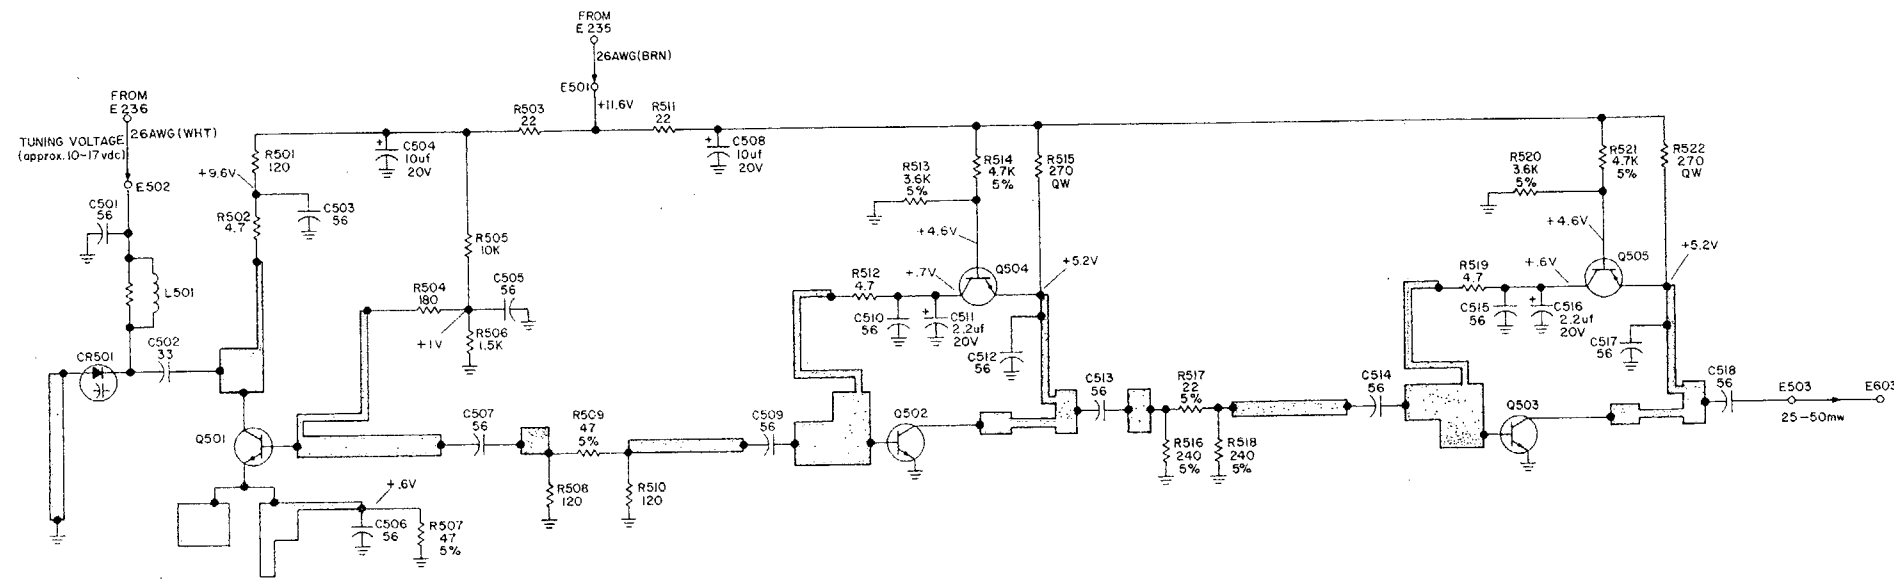 FROM
E 235
26AWG(BRN)
E501
+11.6V
FROM
E 236
TUNING VOLTAGE
(approx. 10-17 vdc)
26AWG (WHT)
E502
C501
56
L501
CR501
C502
33
R501
120
+9.6V
R502
4.7
C503
56
C504
10uf
20V
R503
22
R511
22
C508
10uf
20V
R505
10K
R504
180
C505
56
+1V
R506
1.5K
Q501
+.6V
C506
56
R507
47
5%
C507
56
R508
120
R509
47
5%
R510
120
C509
56
R513
3.6K
5%
R514
4.7K
5%
R515
270
QW
+4.6V
+.7V
Q504
+5.2V
R512
4.7
C510
56
C511
2.2uf
20V
C512
56
Q502
C513
56
R517
22
5%
R516
240
5%
R518
240
5%
C514
56
R520
3.6K
5%
R521
4.7K
5%
R522
270
QW
+4.6V
+.6V
Q505
+5.2V
R519
4.7
C515
56
C516
2.2uf
20V
C517
56
Q503
C518
56
E503
E603
25-50mw